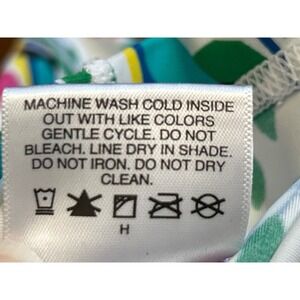 MACHINE WASH COLD INSIDE
OUT WITH LIKE COLORS
GENTLE CYCLE. DO NOT
BLEACH. LINE DRY IN SHADE.
DO NOT IRON. DO NOT DRY
CLEAN.
H